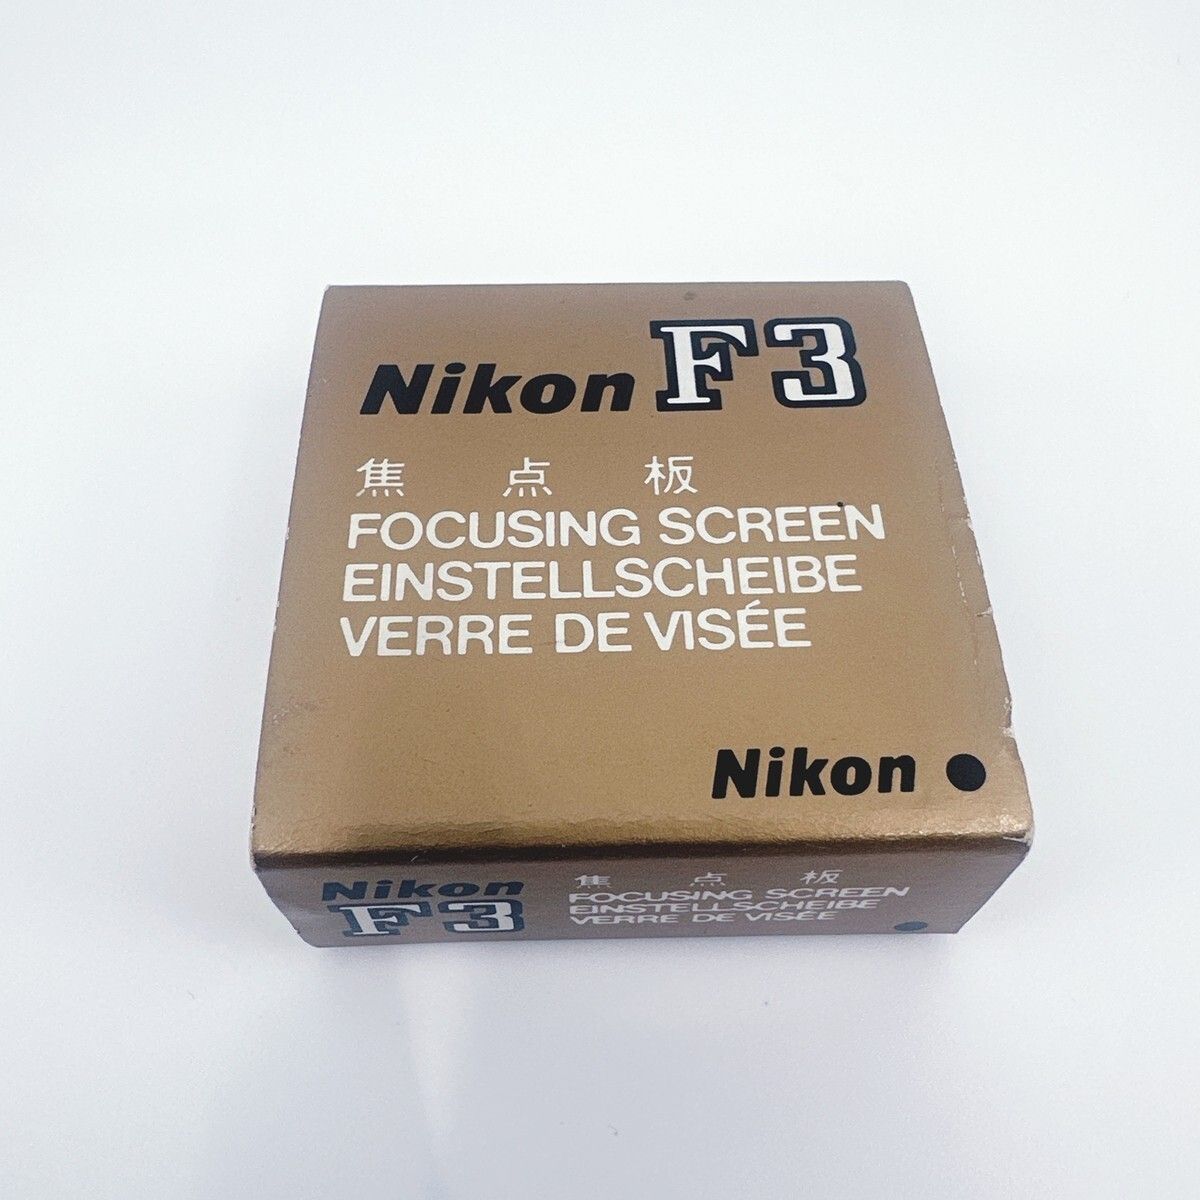 Nikon F3
焦点板
FOCUSING SCREEN
EINSTELLSCHEIBE
VERRE DE VISÉE
Nikon
Nikon
F3
焦点板
FOCUSING SCREEN
EINSTELLSCHEIBE
VERRE DE VISÉE